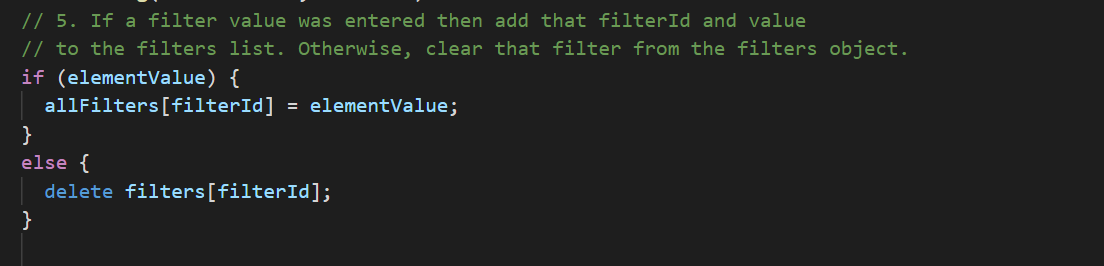 // 5. If a filter value was entered then add that filterId and value
// to the filters list. Otherwise, clear that filter from the filters object.
if (elementValue) {
allFilters[filterId] = elementValue;
}
else {
delete filters[filterId];
}